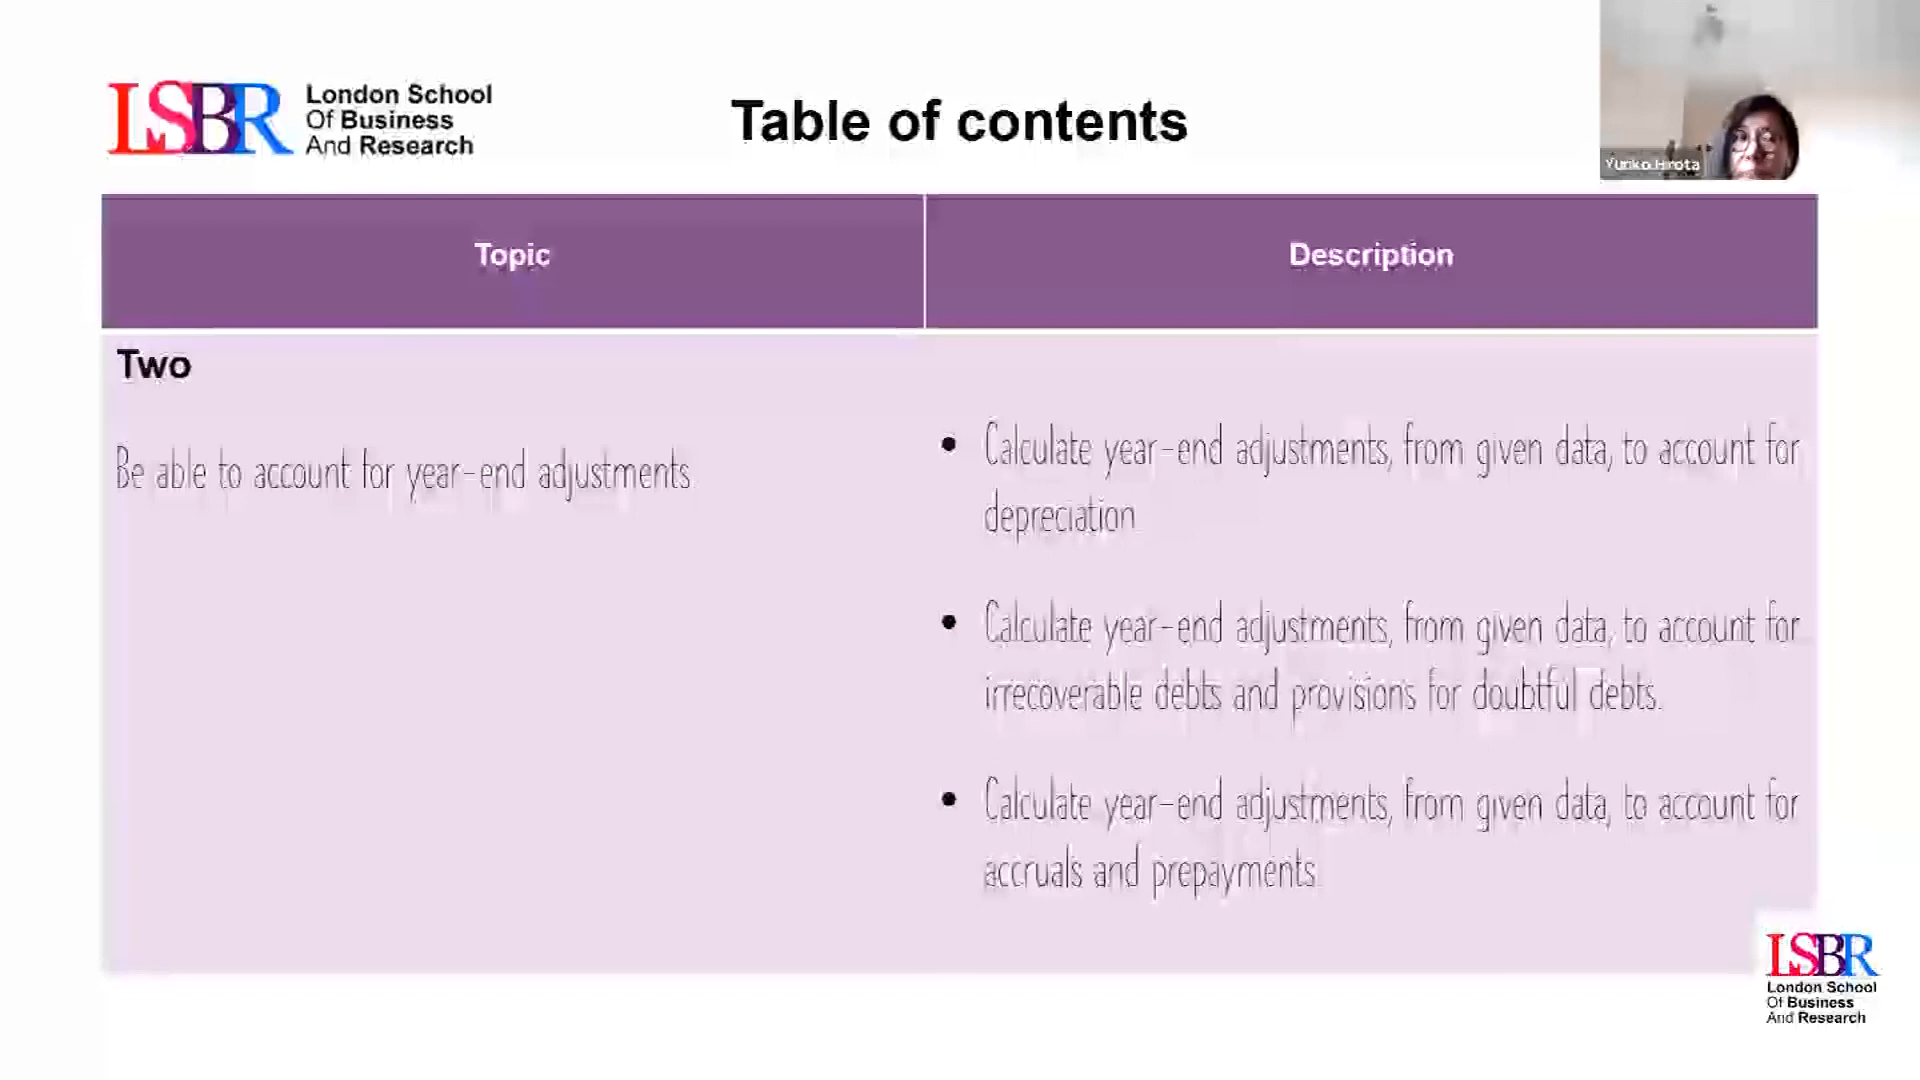 LSBR London School
Of Business
And Research
Table of contents
Yuriko Hirota
Topic
Description
Two
Be able to account for year-end adjustments
• Calculate year-end adjustments, from given data, to account for
depreciation
• Calculate year-end adjustments, from given data, to account for
irrecoverable debts and provisions for doubtful debts.
• Calculate year-end adjustments, from given data, to account for
accruals and prepayments.
LSBR
London School
Of Business
And Research